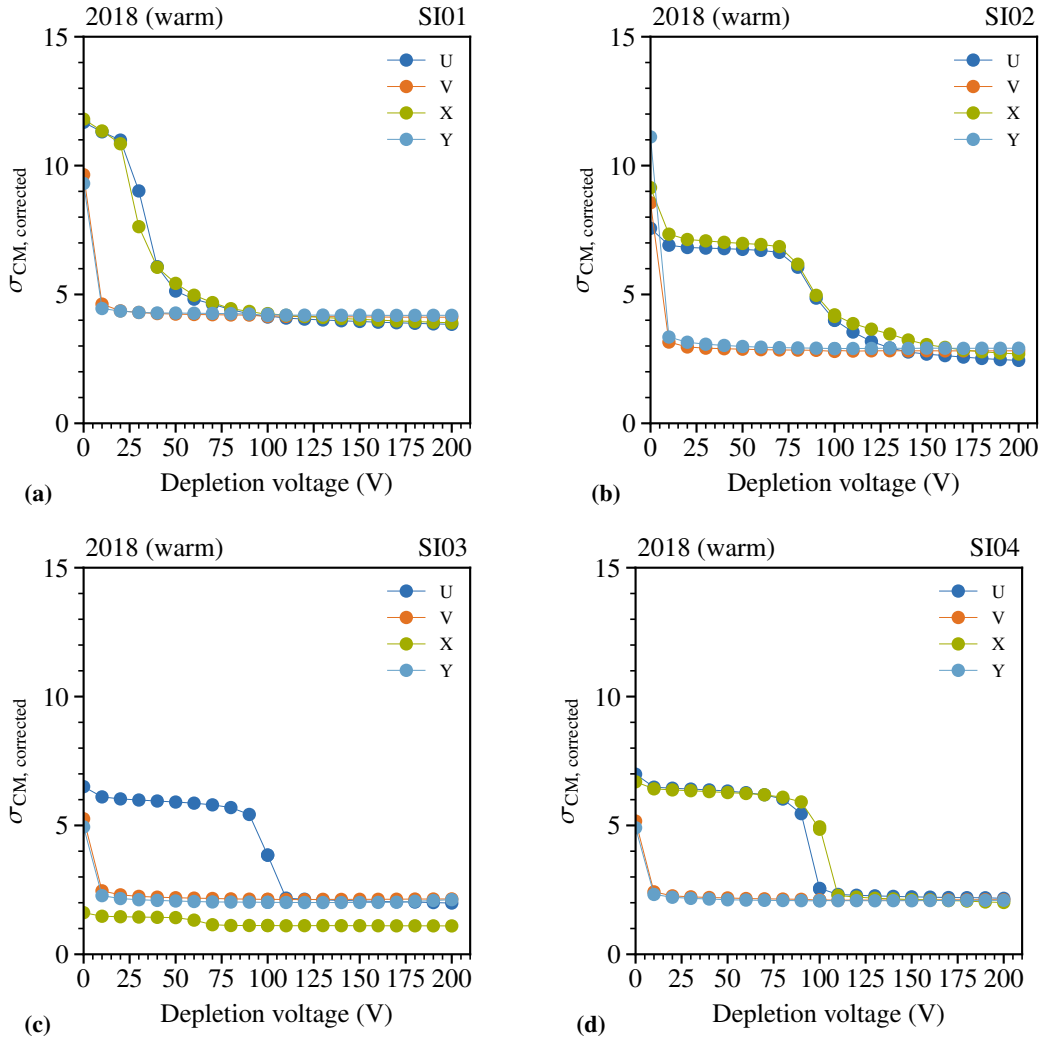 2018 (warm) SI01
15
10
5
0
σCM, corrected
U
V
X
Y
0 25 50 75 100 125 150 175 200
Depletion voltage (V)
(a)
2018 (warm) SI02
15
10
5
0
σCM, corrected
U
V
X
Y
0 25 50 75 100 125 150 175 200
Depletion voltage (V)
(b)
2018 (warm) SI03
15
10
5
0
σCM, corrected
U
V
X
Y
0 25 50 75 100 125 150 175 200
Depletion voltage (V)
(c)
2018 (warm) SI04
15
10
5
0
σCM, corrected
U
V
X
Y
0 25 50 75 100 125 150 175 200
Depletion voltage (V)
(d)